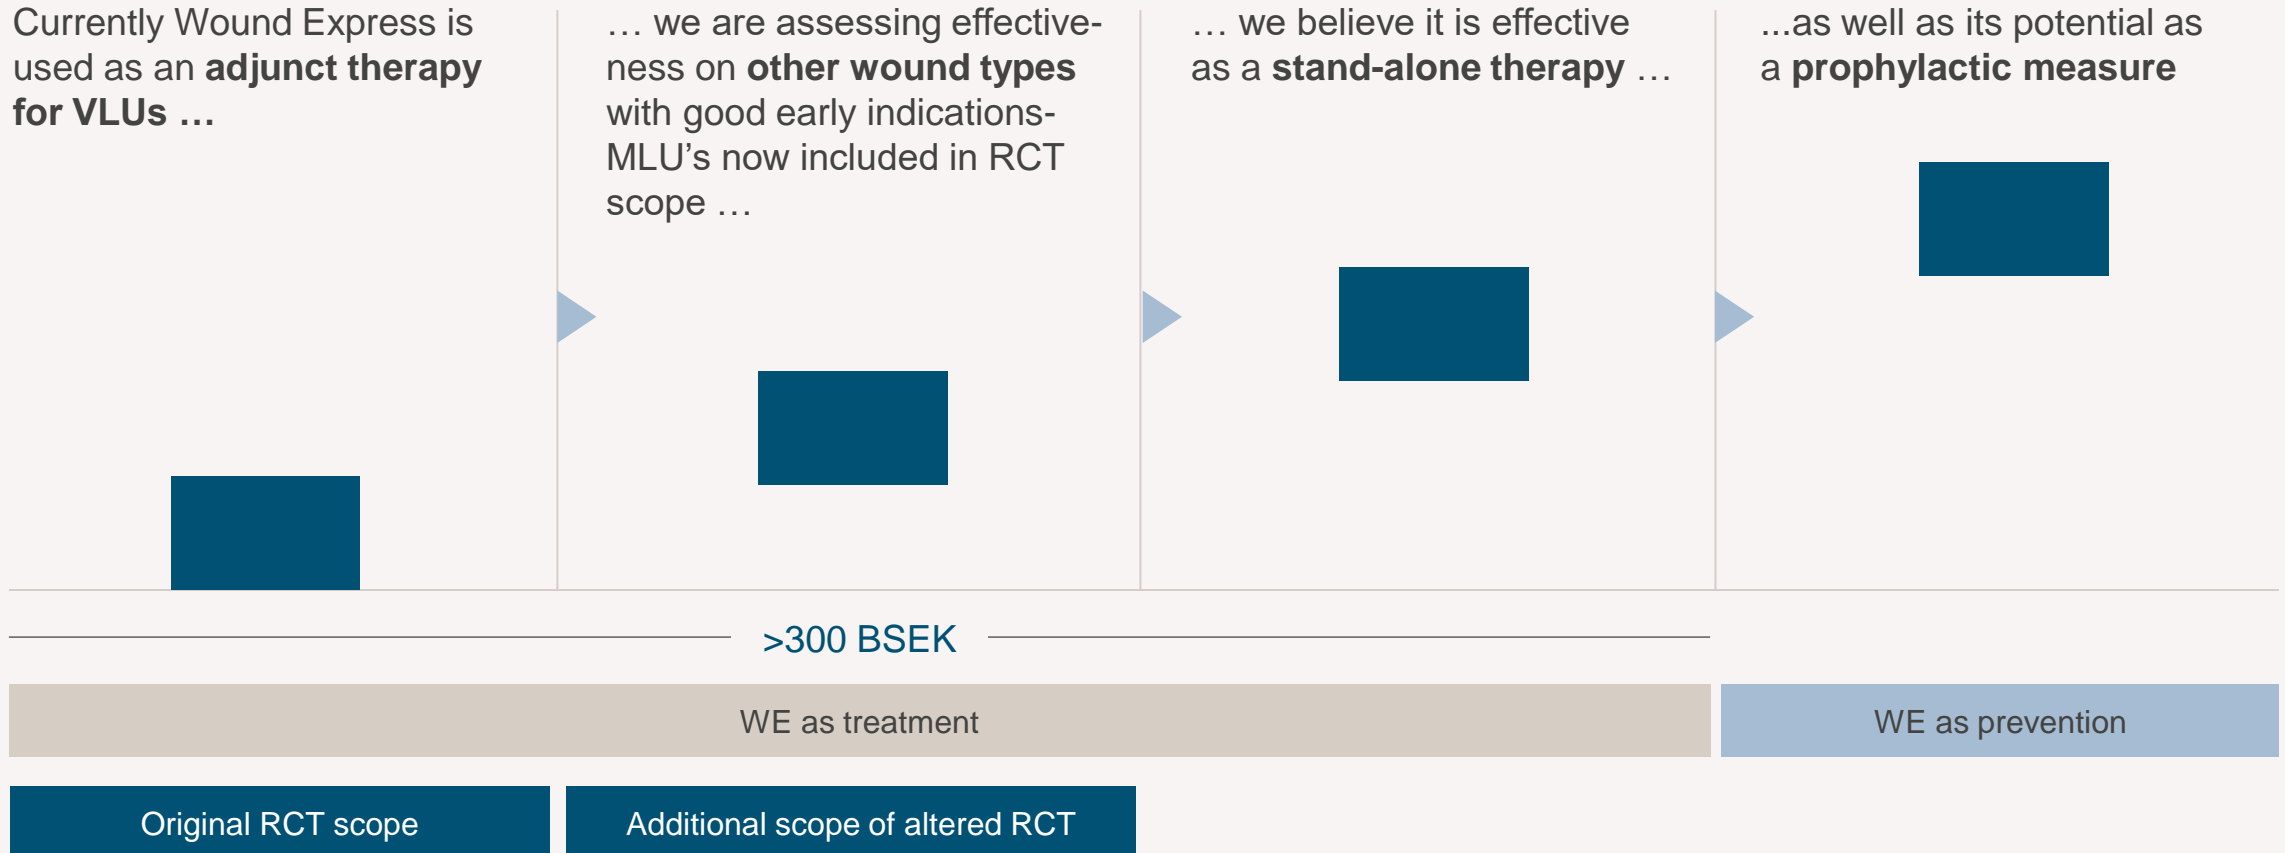 Currently Wound Express is
used as an adjunct therapy
for VLUs …
… we are assessing effective-
ness on other wound types
with good early indications-
MLU’s now included in RCT
scope …
… we believe it is effective
as a stand-alone therapy …
...as well as its potential as
a prophylactic measure
>300 BSEK
WE as treatment
WE as prevention
Original RCT scope
Additional scope of altered RCT